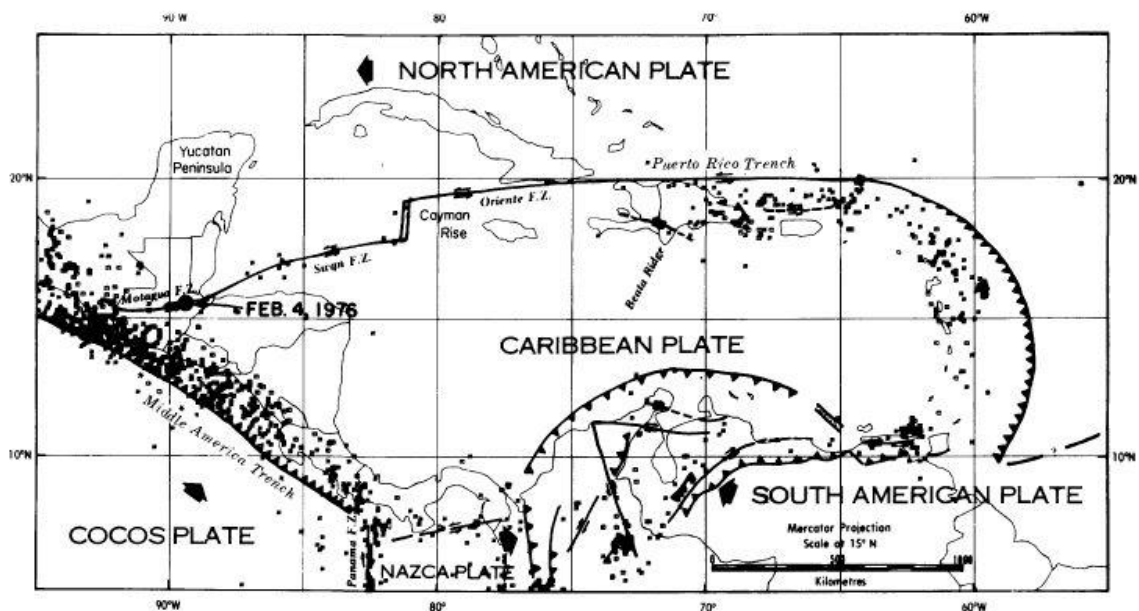 90°W 80° 70° 60°W
NORTH AMERICAN PLATE
Yucatan
Peninsula
Puerto Rico Trench
20°N 20°N
Oriente F.Z.
Cayman
Rise
Swan F.Z.
Beata Ridge
Motagua F.Z.
FEB. 4, 1976
CARIBBEAN PLATE
Middle America Trench
10°N 10°N
SOUTH AMERICAN PLATE
COCOS PLATE
Panama F.Z.
NAZCA PLATE
Mercator Projection
Scale at 15° N
0 500 1000
Kilometres
?
90°W 80° 70° 60°W